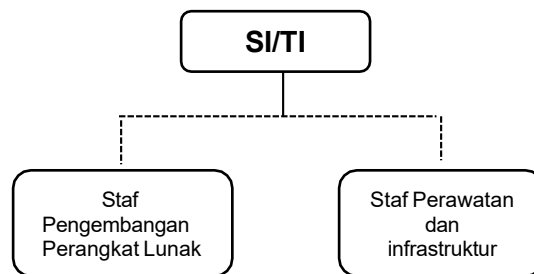 SI/TI
Staf
Pengembangan
Perangkat Lunak
Staf Perawatan
dan
infrastruktur